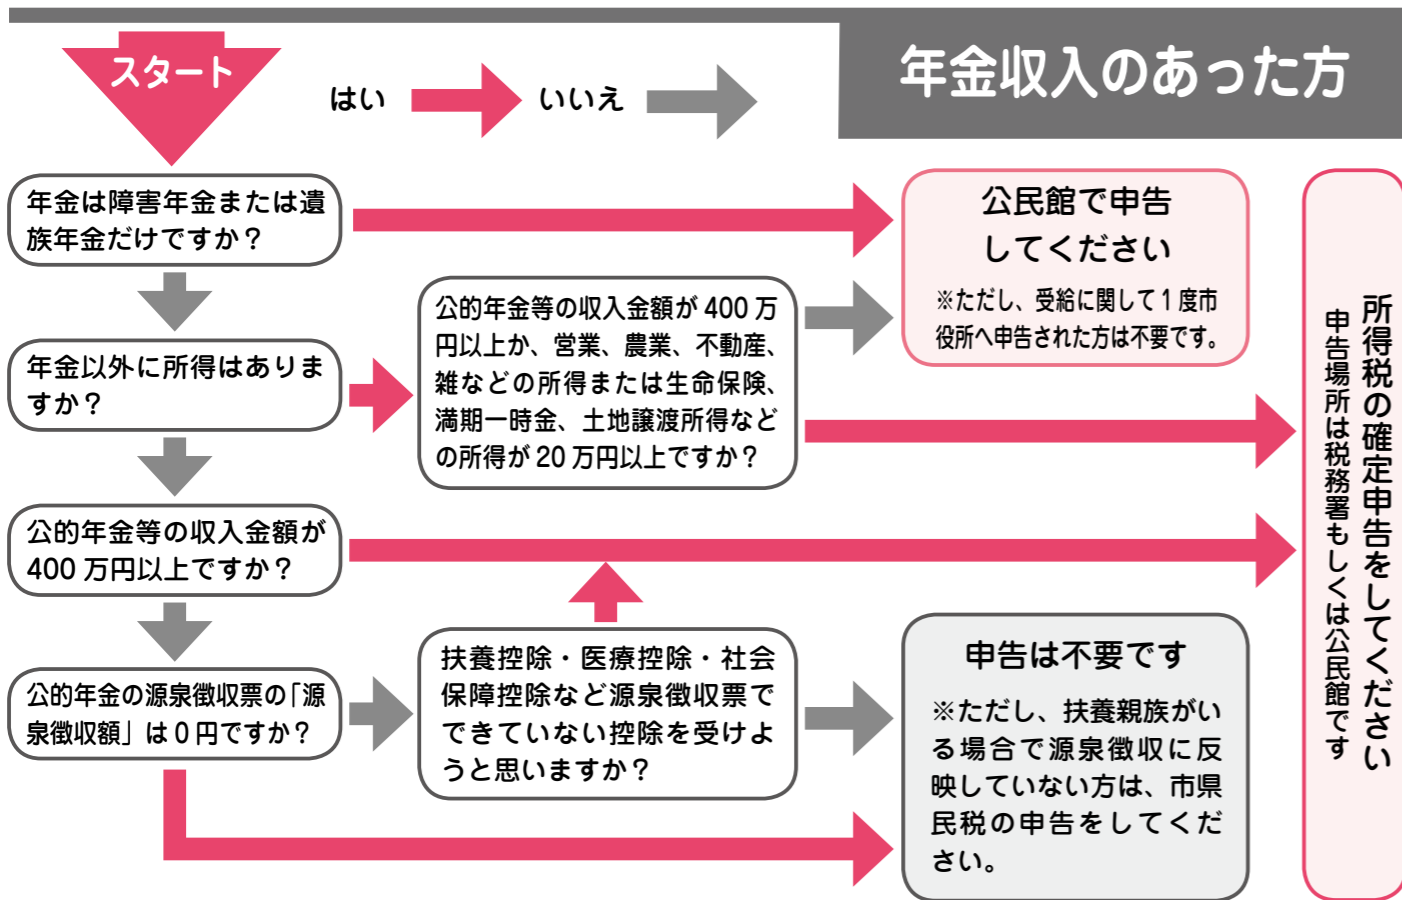 スタート
はい
いいえ
年金収入のあった方
年金は障害年金または遺
族年金だけですか？
公民館で申告
してください
※ただし、受給に関して１度市
役所へ申告された方は不要です。
年金以外に所得はありま
すか？
公的年金等の収入金額が 400 万
円以上か、営業、農業、不動産、
雑などの所得または生命保険、
満期一時金、土地譲渡所得など
の所得が 20 万円以上ですか？
公的年金等の収入金額が
400 万円以上ですか？
公的年金の源泉徴収票の「源
泉徴収額」は０円ですか？
扶養控除・医療控除・社会
保障控除など源泉徴収票で
できていない控除を受けよ
うと思いますか？
申告は不要です
※ただし、扶養親族がい
る場合で源泉徴収に反
映していない方は、市県
民税の申告をしてくだ
さい。
所得税の確定申告をしてください
申告場所は税務署もしくは公民館です